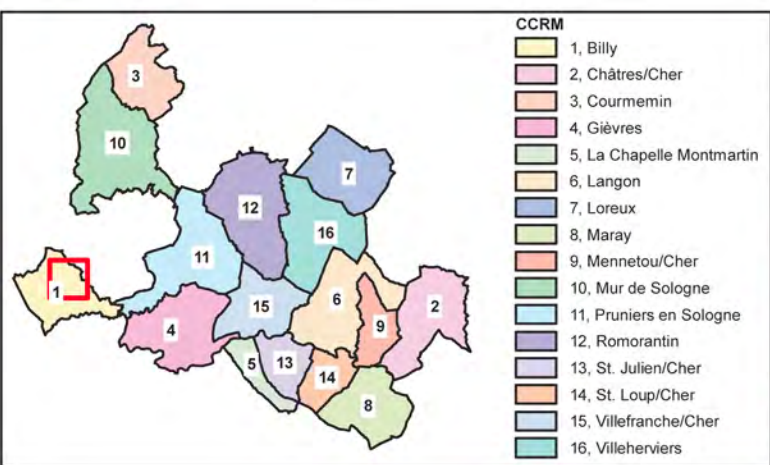 CCRM
1, Billy
2, Châtres/Cher
3, Courmemin
4, Gièvres
5, La Chapelle Montmartin
6, Langon
7, Loreux
8, Maray
9, Mennetou/Cher
10, Mur de Sologne
11, Pruniers en Sologne
12, Romorantin
13, St. Julien/Cher
14, St. Loup/Cher
15, Villefranche/Cher
16, Villeherviers
3
10
7
12
16
11
1
6
2
15
4
9
5
13
14
8